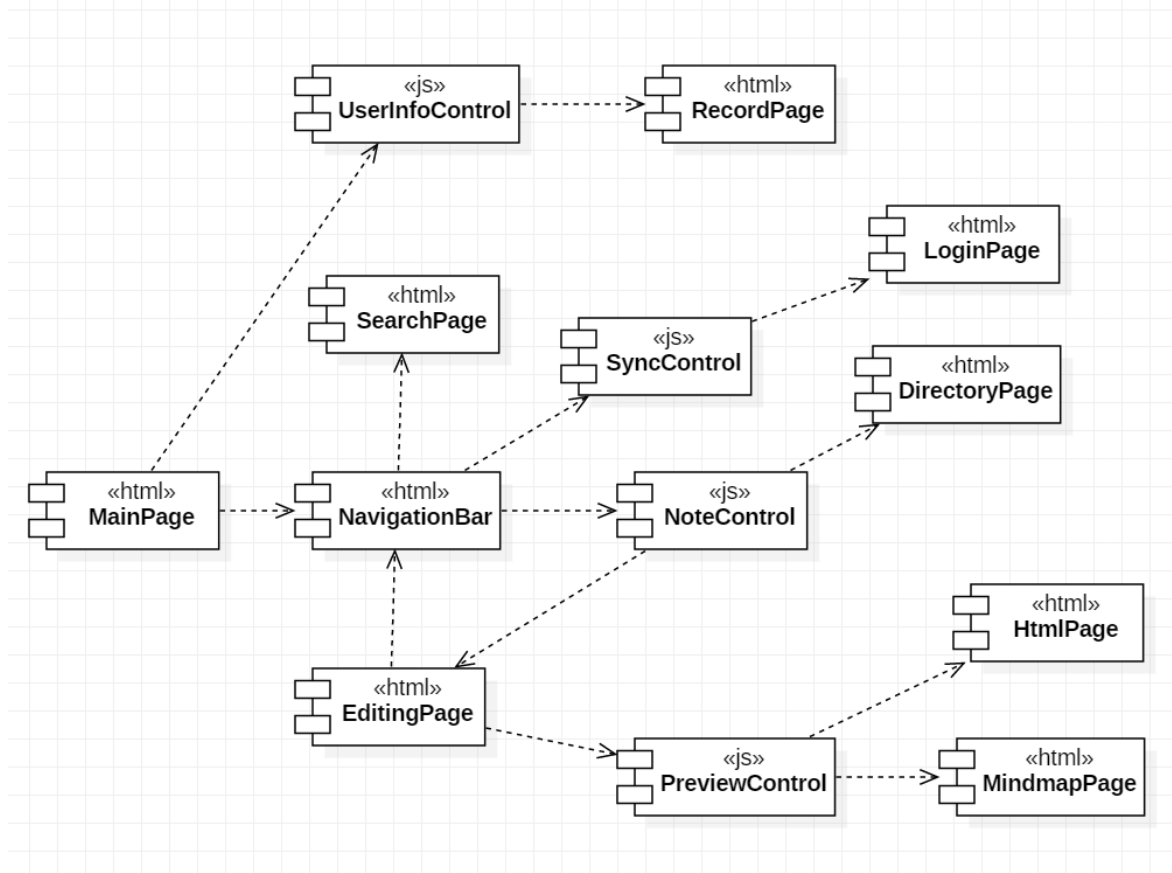 «js»
UserInfoControl
«html»
RecordPage
«html»
LoginPage
«html»
SearchPage
«js»
SyncControl
«html»
DirectoryPage
«html»
MainPage
«html»
NavigationBar
«js»
NoteControl
«html»
HtmlPage
«html»
EditingPage
«js»
PreviewControl
«html»
MindmapPage